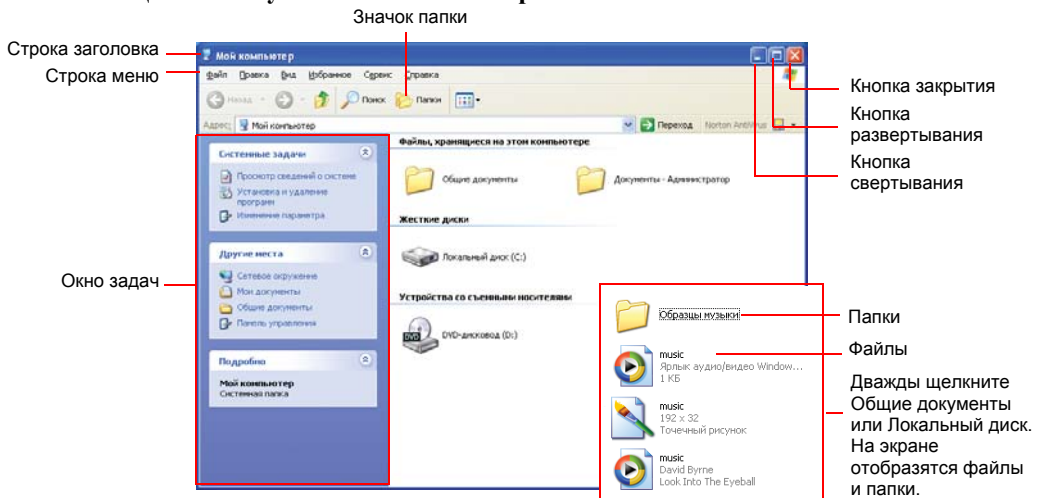 Значок папки
Строка заголовка
Строка меню
Мой компьютер
Файл Правка Вид Избранное Сервис Справка
Назад Поиск Папки
Адрес: Мой компьютер Переход Norton AntiVirus
Системные задачи
Просмотр сведений о системе
Установка и удаление
программ
Изменение параметра
Другие места
Сетевое окружение
Мои документы
Общие документы
Панель управления
Подробно
Мой компьютер
Системная папка
Окно задач
Файлы, хранящиеся на этом компьютере
Общие документы
Документы - Администратор
Жесткие диски
Локальный диск (C:)
Устройства со съемными носителями
DVD
DVD-дисковод (D:)
Образцы музыки
music
Ярлык аудио/видео Window...
1 КБ
music
192 x 32
Точечный рисунок
music
David Byrne
Look Into The Eyeball
Кнопка закрытия
Кнопка
развертывания
Кнопка
свертывания
Папки
Файлы
Дважды щелкните
Общие документы
или Локальный диск.
На экране
отобразятся файлы
и папки.